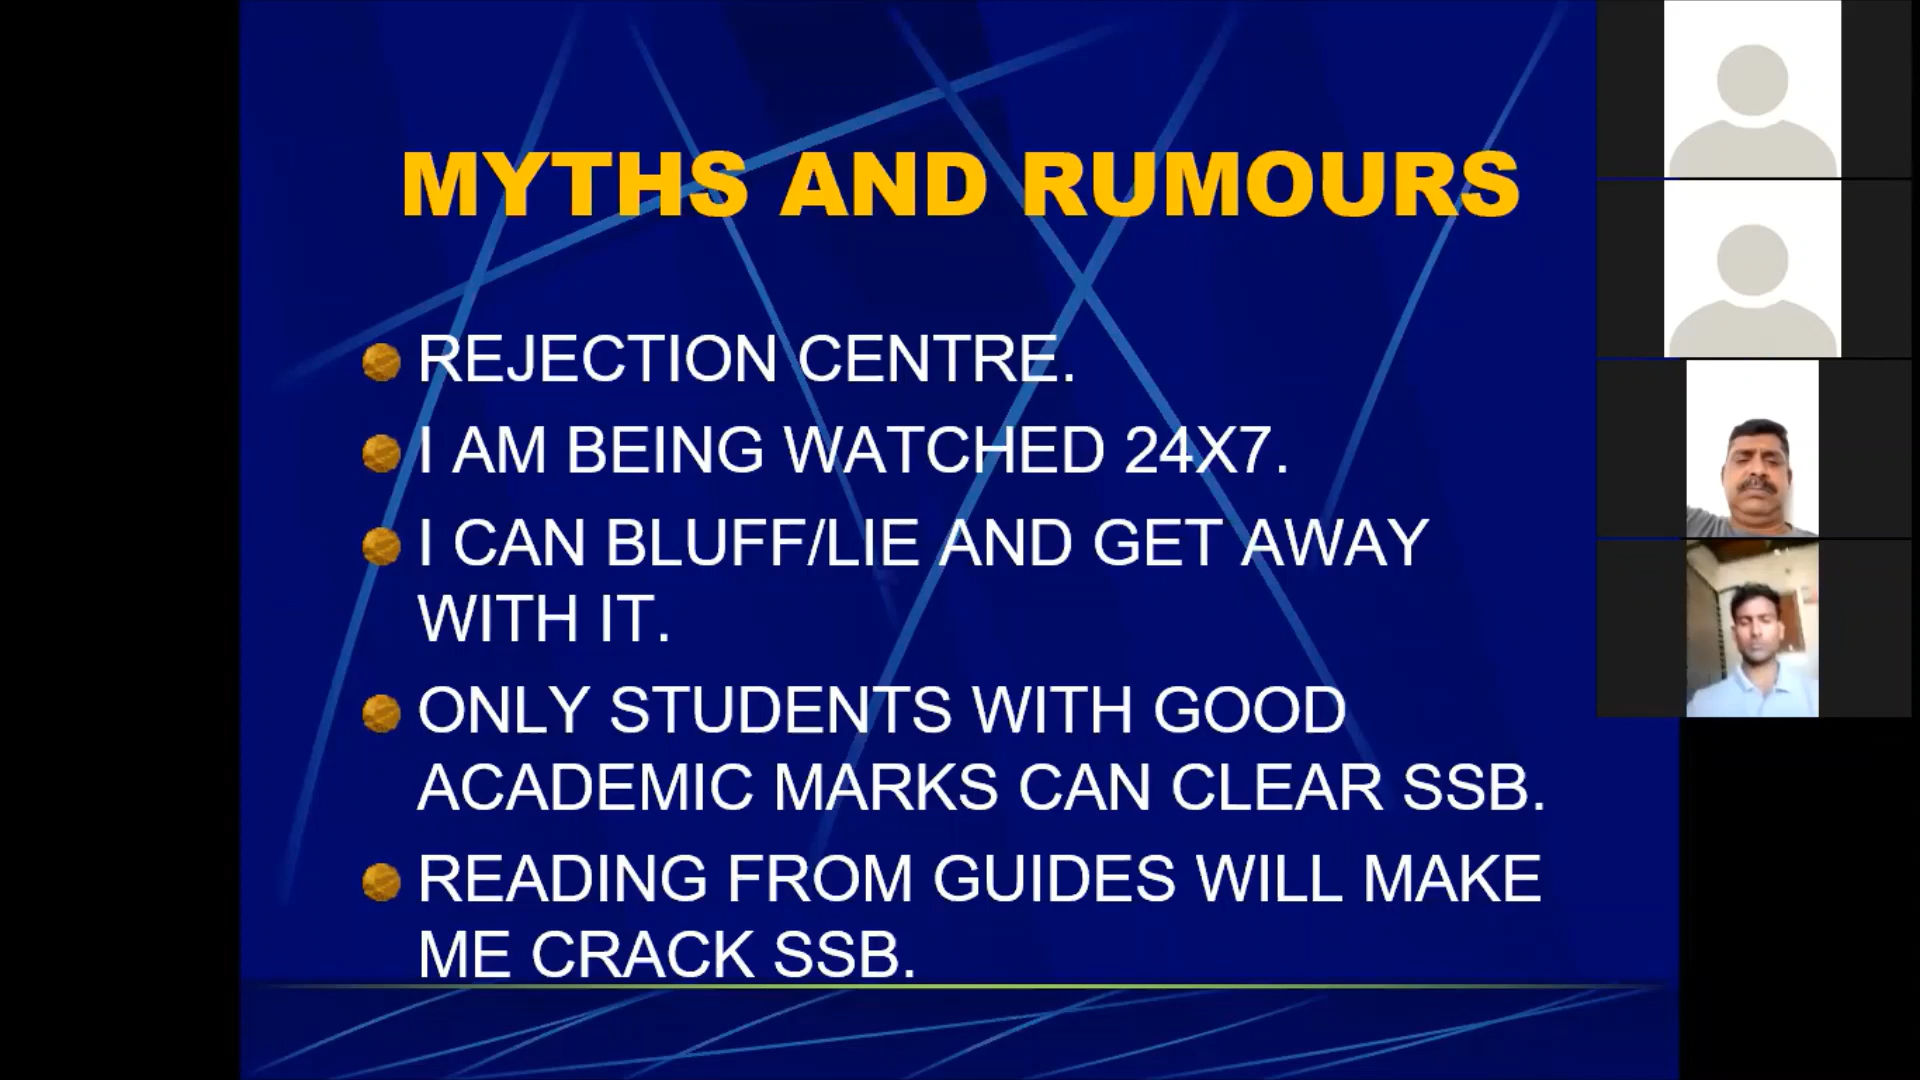 MYTHS AND RUMOURS
REJECTION CENTRE.
I AM BEING WATCHED 24X7.
I CAN BLUFF/LIE AND GET AWAY
WITH IT.
ONLY STUDENTS WITH GOOD
ACADEMIC MARKS CAN CLEAR SSB.
READING FROM GUIDES WILL MAKE
ME CRACK SSB.